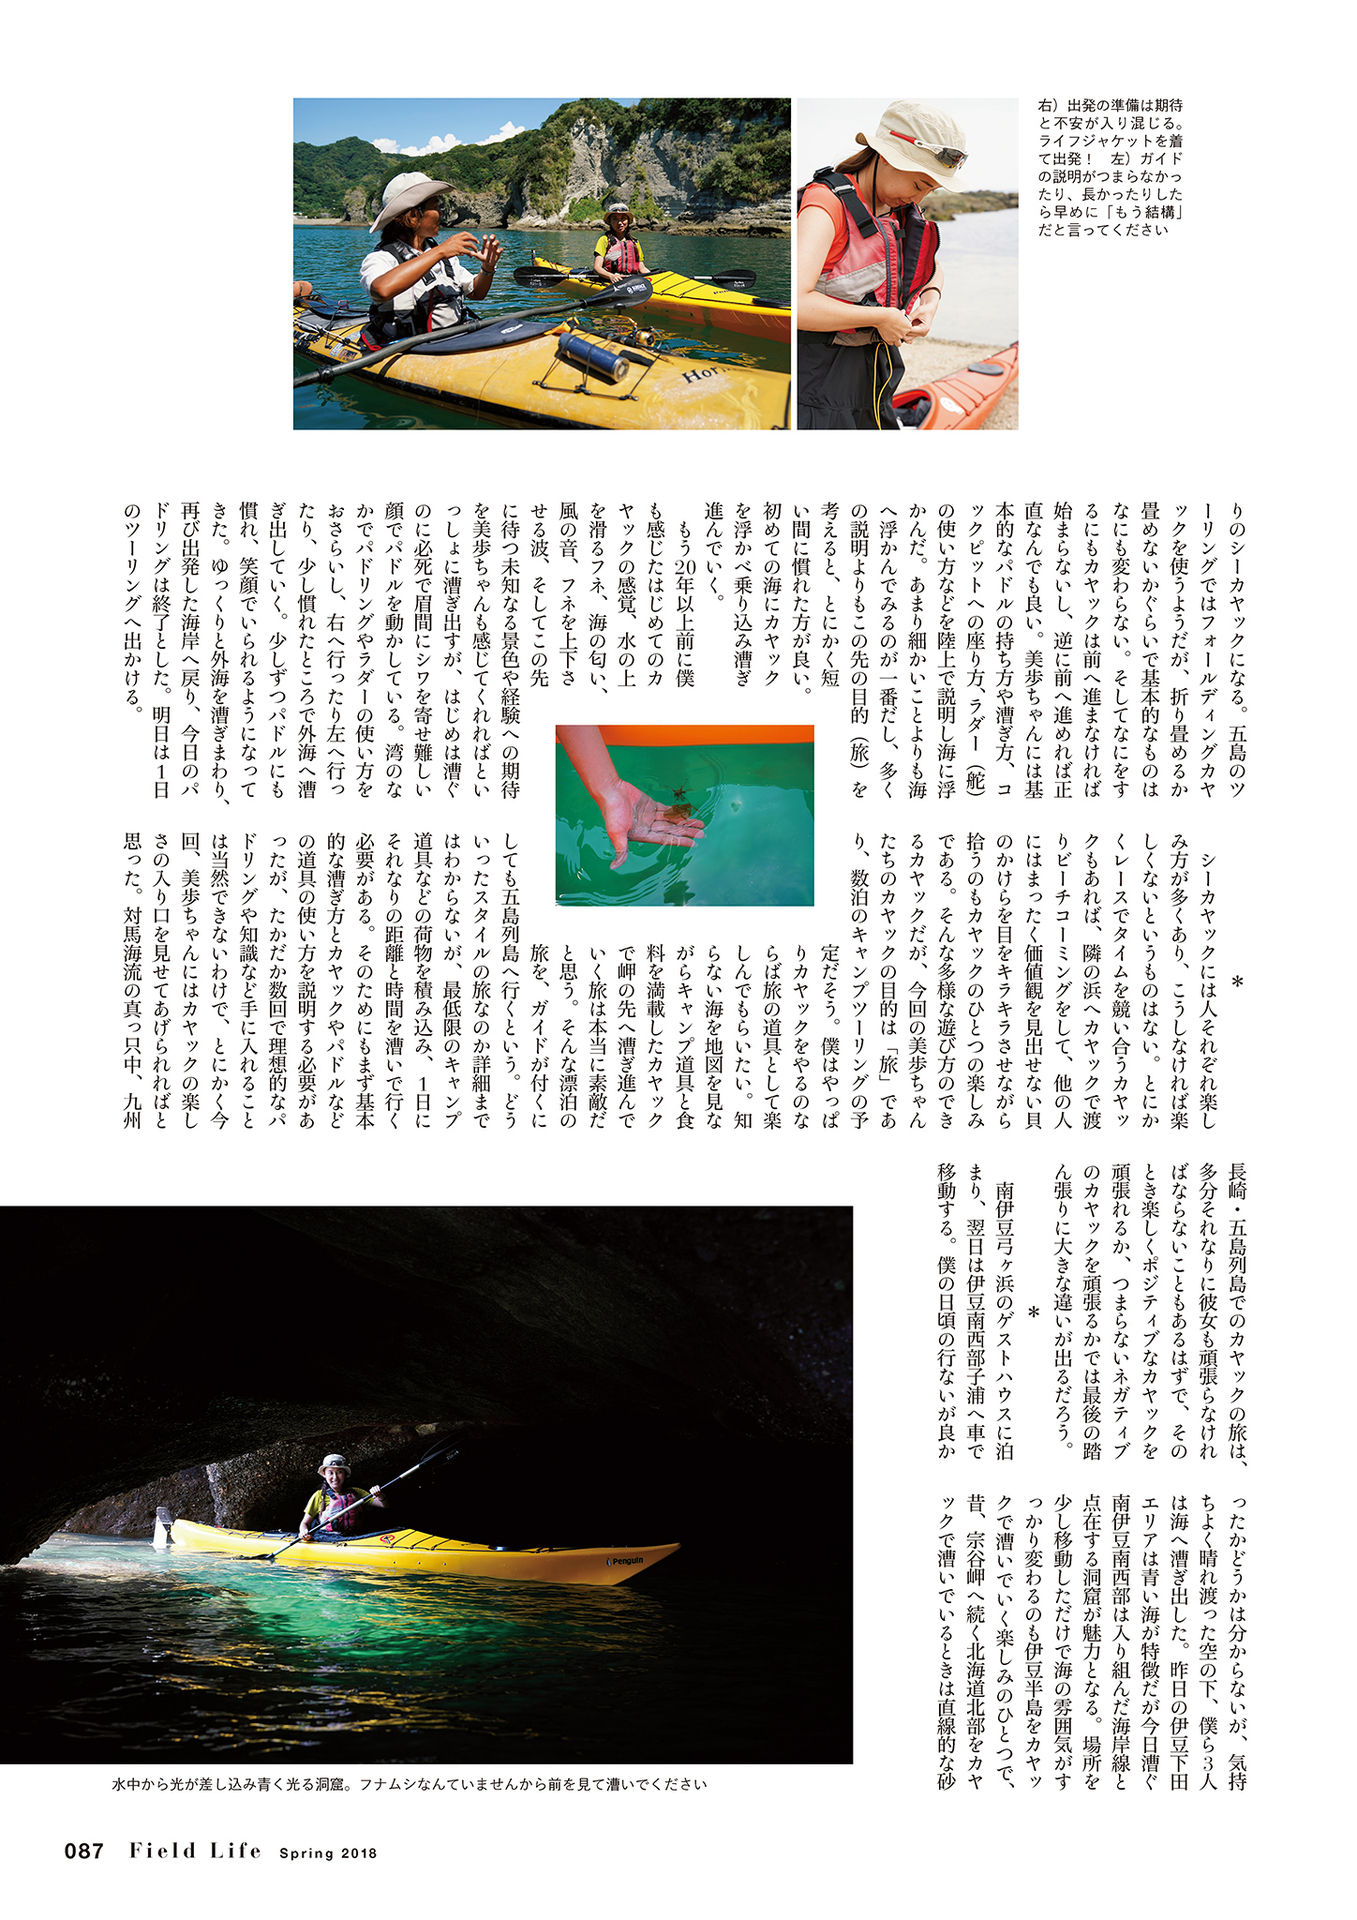 右）出発の準備は期待
と不安が入り混じる。
ライフジャケットを着
て出発！　左）ガイド
の説明がつまらなかっ
たり、長かったりした
ら早めに「もう結構」
だと言ってください
りのシーカヤックになる。五島のツ
ーリングではフォールディングカヤ
ックを使うようだが、折り畳めるか
畳めないかぐらいで基本的なものは
なにも変わらない。そしてなにをす
るにもカヤックは前へ進まなければ
始まらないし、逆に前へ進めれば正
直なんでも良い。美歩ちゃんには基
本的なパドルの持ち方や漕ぎ方、コ
ックピットへの座り方、ラダー（舵）
の使い方などを陸上で説明し海に浮
かんだ。あまり細かいことよりも海
へ浮かんでみるのが一番だし、多く
の説明よりもこの先の目的（旅）を
考えると、とにかく短
い間に慣れた方が良い。
初めての海にカヤック
を浮かべ乗り込み漕ぎ
進んでいく。
もう20年以上前に僕
も感じたはじめてのカ
ヤックの感覚、水の上
を滑るフネ、海の匂い、
風の音、フネを上下さ
せる波、そしてこの先
に待つ未知なる景色や経験への期待
を美歩ちゃんも感じてくれればとい
っしょに漕ぎ出すが、はじめは漕ぐ
のに必死で眉間にシワを寄せ難しい
顔でパドルを動かしている。湾のな
かでパドリングやラダーの使い方を
おさらいし、右へ行ったり左へ行っ
たり、少し慣れたところで外海へ漕
ぎ出していく。少しずつパドルにも
慣れ、笑顔でいられるようになって
きた。ゆっくりと外海を漕ぎまわり、
再び出発した海岸へ戻り、今日のパ
ドリングは終了とした。明日は1日
のツーリングへ出かける。
＊
シーカヤックには人それぞれ楽し
み方が多くあり、こうしなければ楽
しくないというものはない。とにか
くレースでタイムを競い合うカヤッ
クもあれば、隣の浜へカヤックで渡
りビーチコーミングをして、他の人
にはまったく価値観を見出せない貝
のかけらを目をキラキラさせながら
拾うのもカヤックのひとつの楽しみ
である。そんな多様な遊び方のでき
るカヤックだが、今回の美歩ちゃん
たちのカヤックの目的は「旅」であ
り、数泊のキャンプツーリングの予
定だそう。僕はやっぱ
りカヤックをやるのな
らば旅の道具として楽
しんでもらいたい。知
らない海を地図を見な
がらキャンプ道具と食
料を満載したカヤック
で岬の先へ漕ぎ進んで
いく旅は本当に素敵だ
と思う。そんな漂泊の
旅を、ガイドが付くに
しても五島列島へ行くという。どう
いったスタイルの旅なのか詳細まで
はわからないが、最低限のキャンプ
道具などの荷物を積み込み、1日に
それなりの距離と時間を漕いで行く
必要がある。そのためにもまず基本
的な漕ぎ方とカヤックやパドルなど
の道具の使い方を説明する必要があ
ったが、たかだか数回で理想的なパ
ドリングや知識など手に入れること
は当然できないわけで、とにかく今
回、美歩ちゃんにはカヤックの楽し
さの入り口を見せてあげられればと
思った。対馬海流の真っ只中、九州
長崎・五島列島でのカヤックの旅は、
多分それなりに彼女も頑張らなけれ
ばならないこともあるはずで、その
とき楽しくポジティブなカヤックを
頑張れるか、つまらないネガティブ
のカヤックを頑張るかでは最後の踏
ん張りに大きな違いが出るだろう。
＊
南伊豆弓ヶ浜のゲストハウスに泊
まり、翌日は伊豆南西部子浦へ車で
移動する。僕の日頃の行ないが良か
ったかどうかは分からないが、気持
ちよく晴れ渡った空の下、僕ら3人
は海へ漕ぎ出した。昨日の伊豆下田
エリアは青い海が特徴だが今日漕ぐ
南伊豆南西部は入り組んだ海岸線と
点在する洞窟が魅力となる。場所を
少し移動しただけで海の雰囲気がす
っかり変わるのも伊豆半島をカヤッ
クで漕いでいく楽しみのひとつで、
昔、宗谷岬へ続く北海道北部をカヤ
ックで漕いでいるときは直線的な砂
Penguin
水中から光が差し込み青く光る洞窟。フナムシなんていませんから前を見て漕いでください
087 Field Life Spring 2018